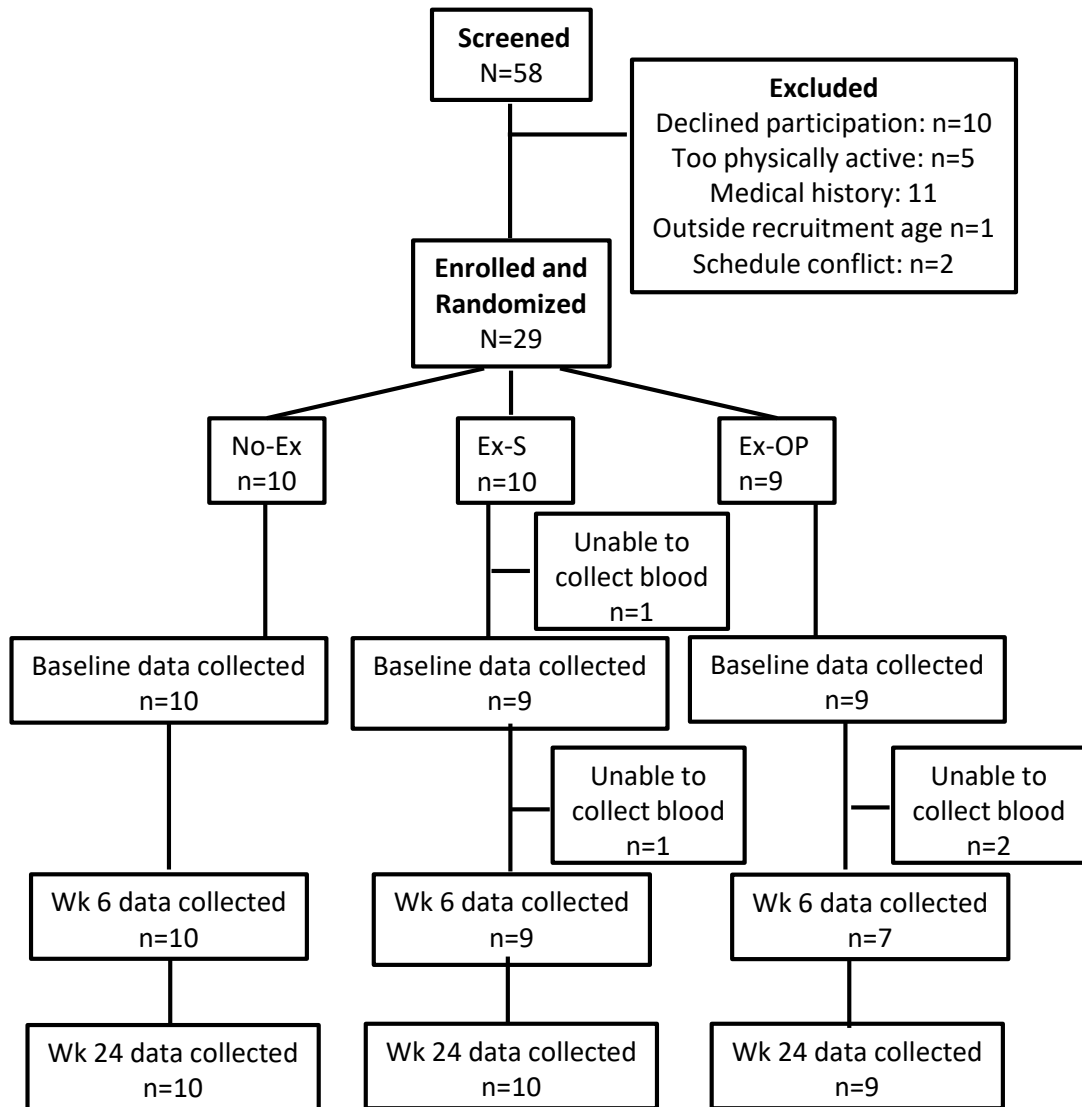 Screened
N=58
Excluded
Declined participation: n=10
Too physically active: n=5
Medical history: 11
Outside recruitment age n=1
Schedule conflict: n=2
Enrolled and
Randomized
N=29
No-Ex
n=10
Ex-S
n=10
Ex-OP
n=9
Unable to
collect blood
n=1
Baseline data collected
n=10
Baseline data collected
n=9
Baseline data collected
n=9
Unable to
collect blood
n=1
Unable to
collect blood
n=2
Wk 6 data collected
n=10
Wk 6 data collected
n=9
Wk 6 data collected
n=7
Wk 24 data collected
n=10
Wk 24 data collected
n=10
Wk 24 data collected
n=9